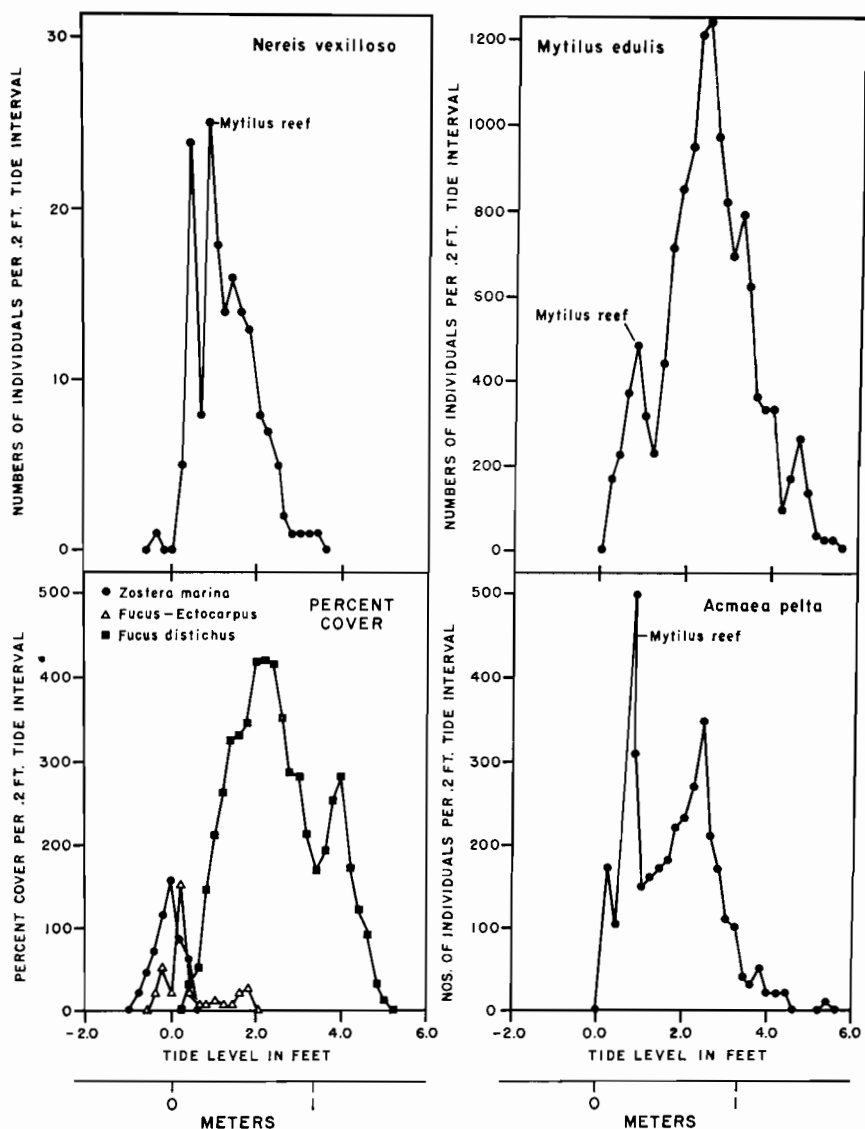 Nereis vexilloso
Mytilus reef
NUMBERS OF INDIVIDUALS PER .2 FT. TIDE INTERVAL
30
20
10
0
Mytilus edulis
Mytilus reef
NUMBERS OF INDIVIDUALS PER .2 FT. TIDE INTERVAL
1200
1000
800
500
400
200
0
Zostera marina
Fucus-Ectocarpus
Fucus distichus
PERCENT
COVER
PERCENT COVER PER .2 FT. TIDE INTERVAL
500
400
300
200
100
0
-2.0 0.0 2.0 4.0 6.0
TIDE LEVEL IN FEET
0 1
METERS
Acmaea pelta
Mytilus reef
NOS. OF INDIVIDUALS PER .2 FT. TIDE INTERVAL
500
400
300
200
100
0
-2.0 0.0 2.0 4.0 6.0
TIDE LEVEL IN FEET
0 1
METERS